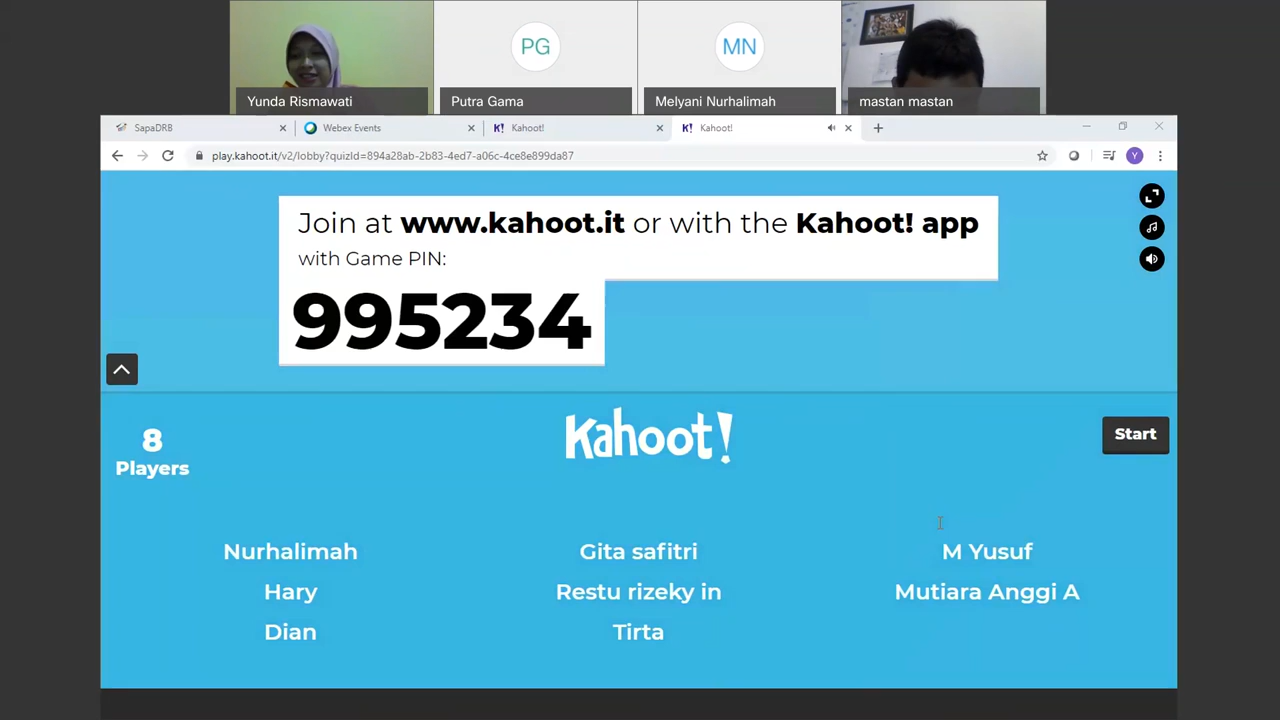 PG
MN
Yunda Rismawati
Putra Gama
Melyani Nurhalimah
mastan mastan
SapaDRB
Webex Events
Kahoot!
Kahoot!
play.kahoot.it/v2/lobby?quizId=894a28ab-2b83-4ed7-a06c-4ce8e899da87
Y
Join at www.kahoot.it or with the Kahoot! app
with Game PIN:
995234
8
Players
Kahoot!
Start
Nurhalimah
Gita safitri
M Yusuf
Hary
Restu rizeky in
Mutiara Anggi A
Dian
Tirta